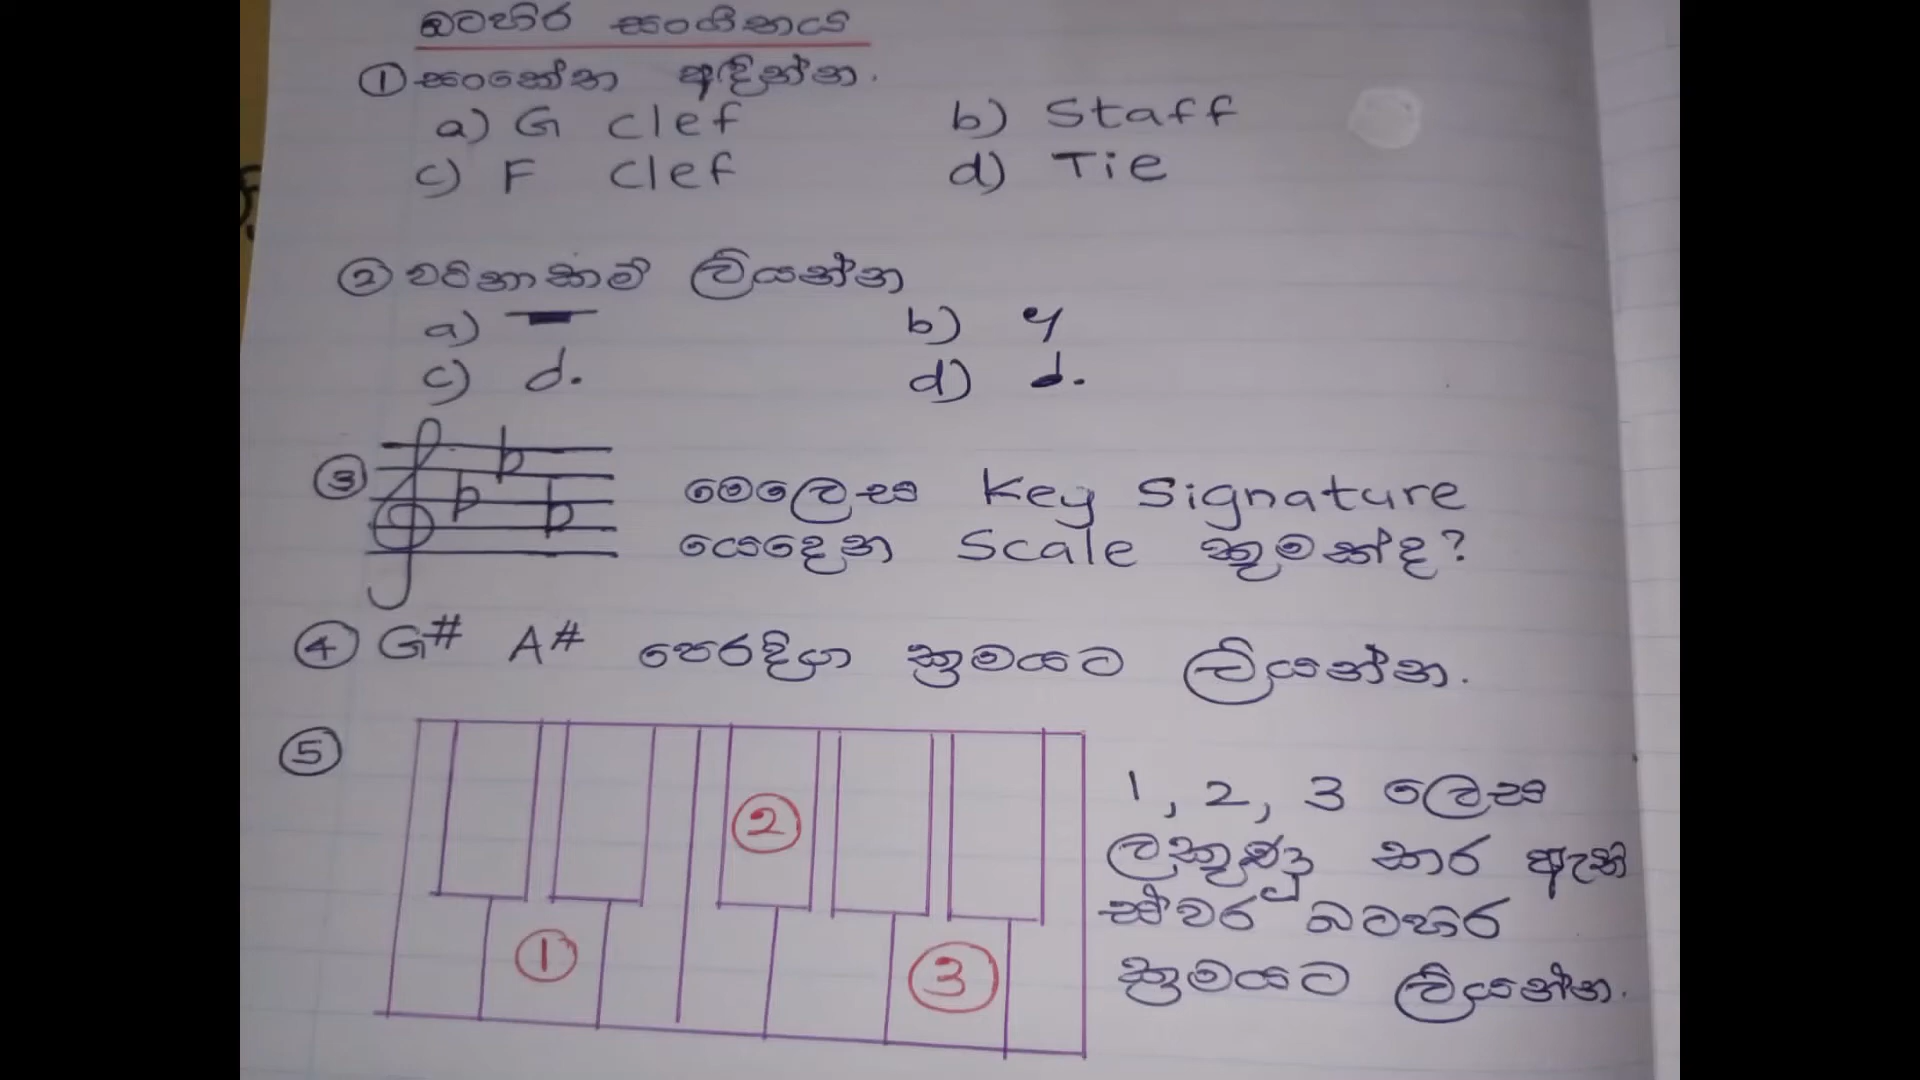 බටහිර සංගීතය
① සංකේත අඳින්න.
a) G clef b) Staff
c) F clef d) Tie
② වටිනාකම් ලියන්න
a) b)
c) d)
③ මෙලෙස Key Signature
යෙදෙන Scale කුමක්ද?
④ G# A# පෙරදිග ක්‍රමයට ලියන්න.
⑤
② ① ③
1, 2, 3 ලෙස
ලකුණු කර ඇති
ස්වර බටහිර
ක්‍රමයට ලියන්න.